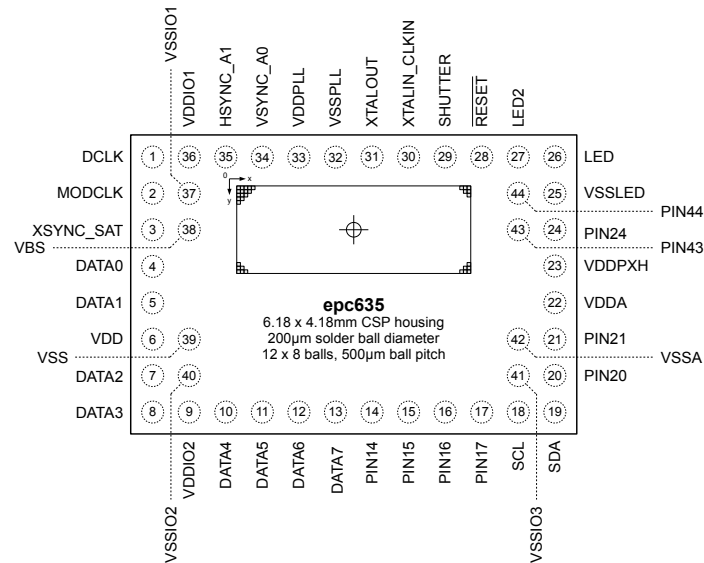 VSSIO1
VDDIO1
HSYNC_A1
VSYNC_A0
VDDPLL
VSSPLL
XTALOUT
XTALIN_CLKIN
SHUTTER
RESET
LED2
DCLK 1 36 35 34 33 32 31 30 29 28 27 26 LED
0 x
y
MODCLK 2 37 44 25 VSSLED
PIN44
XSYNC_SAT 3 38 43 24 PIN24
VBS PIN43
DATA0 4 23 VDDPXH
DATA1 5 22 VDDA
epc635
6.18 x 4.18mm CSP housing
200µm solder ball diameter
12 x 8 balls, 500µm ball pitch
VDD 6 39 42 21 PIN21
VSS VSSA
DATA2 7 40 41 20 PIN20
DATA3 8 9 10 11 12 13 14 15 16 17 18 19
VDDIO2
DATA4
DATA5
DATA6
DATA7
PIN14
PIN15
PIN16
PIN17
SCL
SDA
VSSIO2
VSSIO3